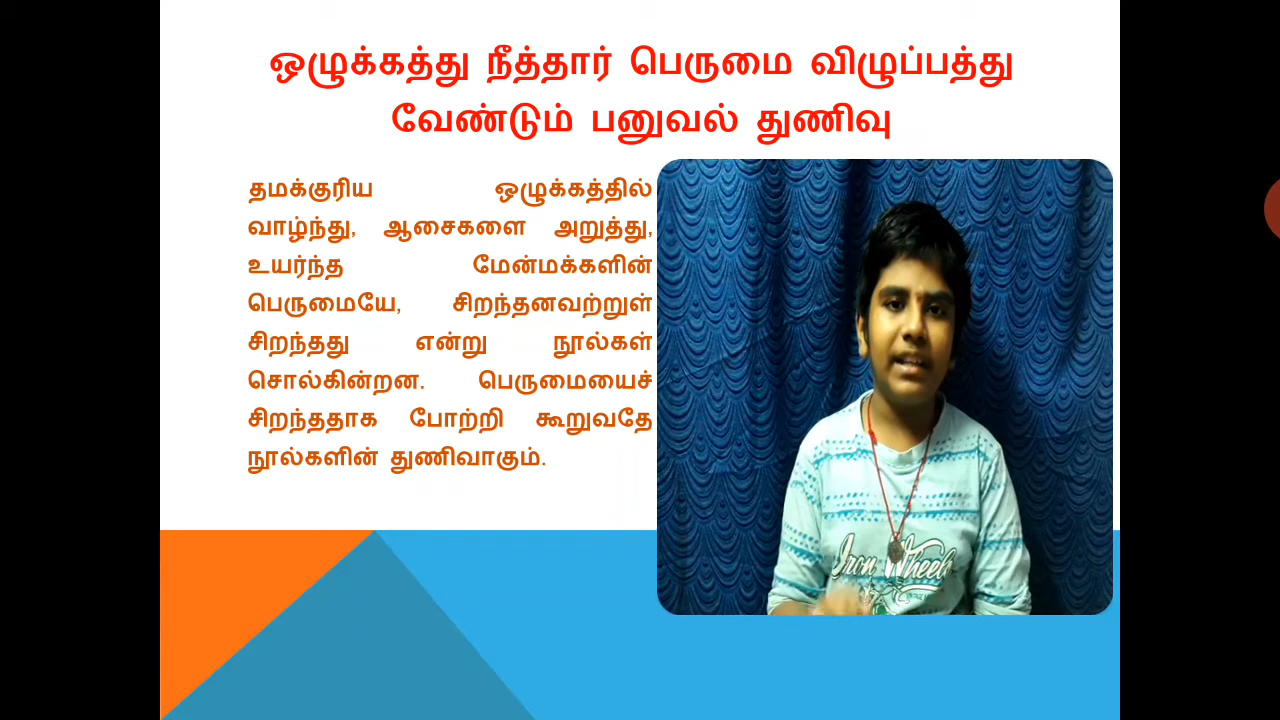 ஒழுக்கத்து நீத்தார் பெருமை விழுப்பத்து
வேண்டும் பனுவல் துணிவு
தமக்குரிய ஒழுக்கத்தில்
வாழ்ந்து, ஆசைகளை அறுத்து,
உயர்ந்த மேன்மக்களின்
பெருமையே, சிறந்தனவற்றுள்
சிறந்தது என்று நூல்கள்
சொல்கின்றன. பெருமையைச்
சிறந்ததாக போற்றி கூறுவதே
நூல்களின் துணிவாகும்.
Iron Wheels